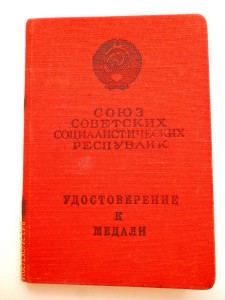 СОЮЗ
СОВЕТСКИХ
СОЦИАЛИСТИЧЕСКИХ
РЕСПУБЛИК
УДОСТОВЕРЕНИЕ
К
МЕДАЛИ